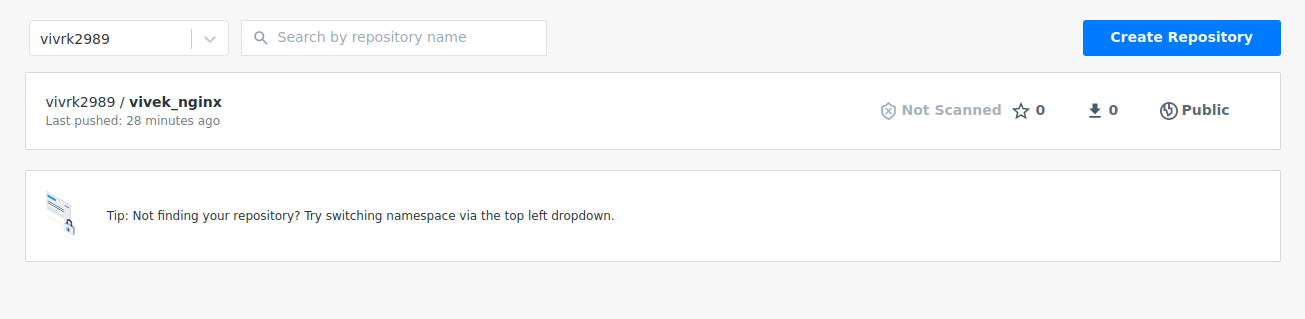 vivrk2989
Search by repository name
Create Repository
vivrk2989 / vivek_nginx
Last pushed: 28 minutes ago
Not Scanned
0
0
Public
Tip: Not finding your repository? Try switching namespace via the top left dropdown.